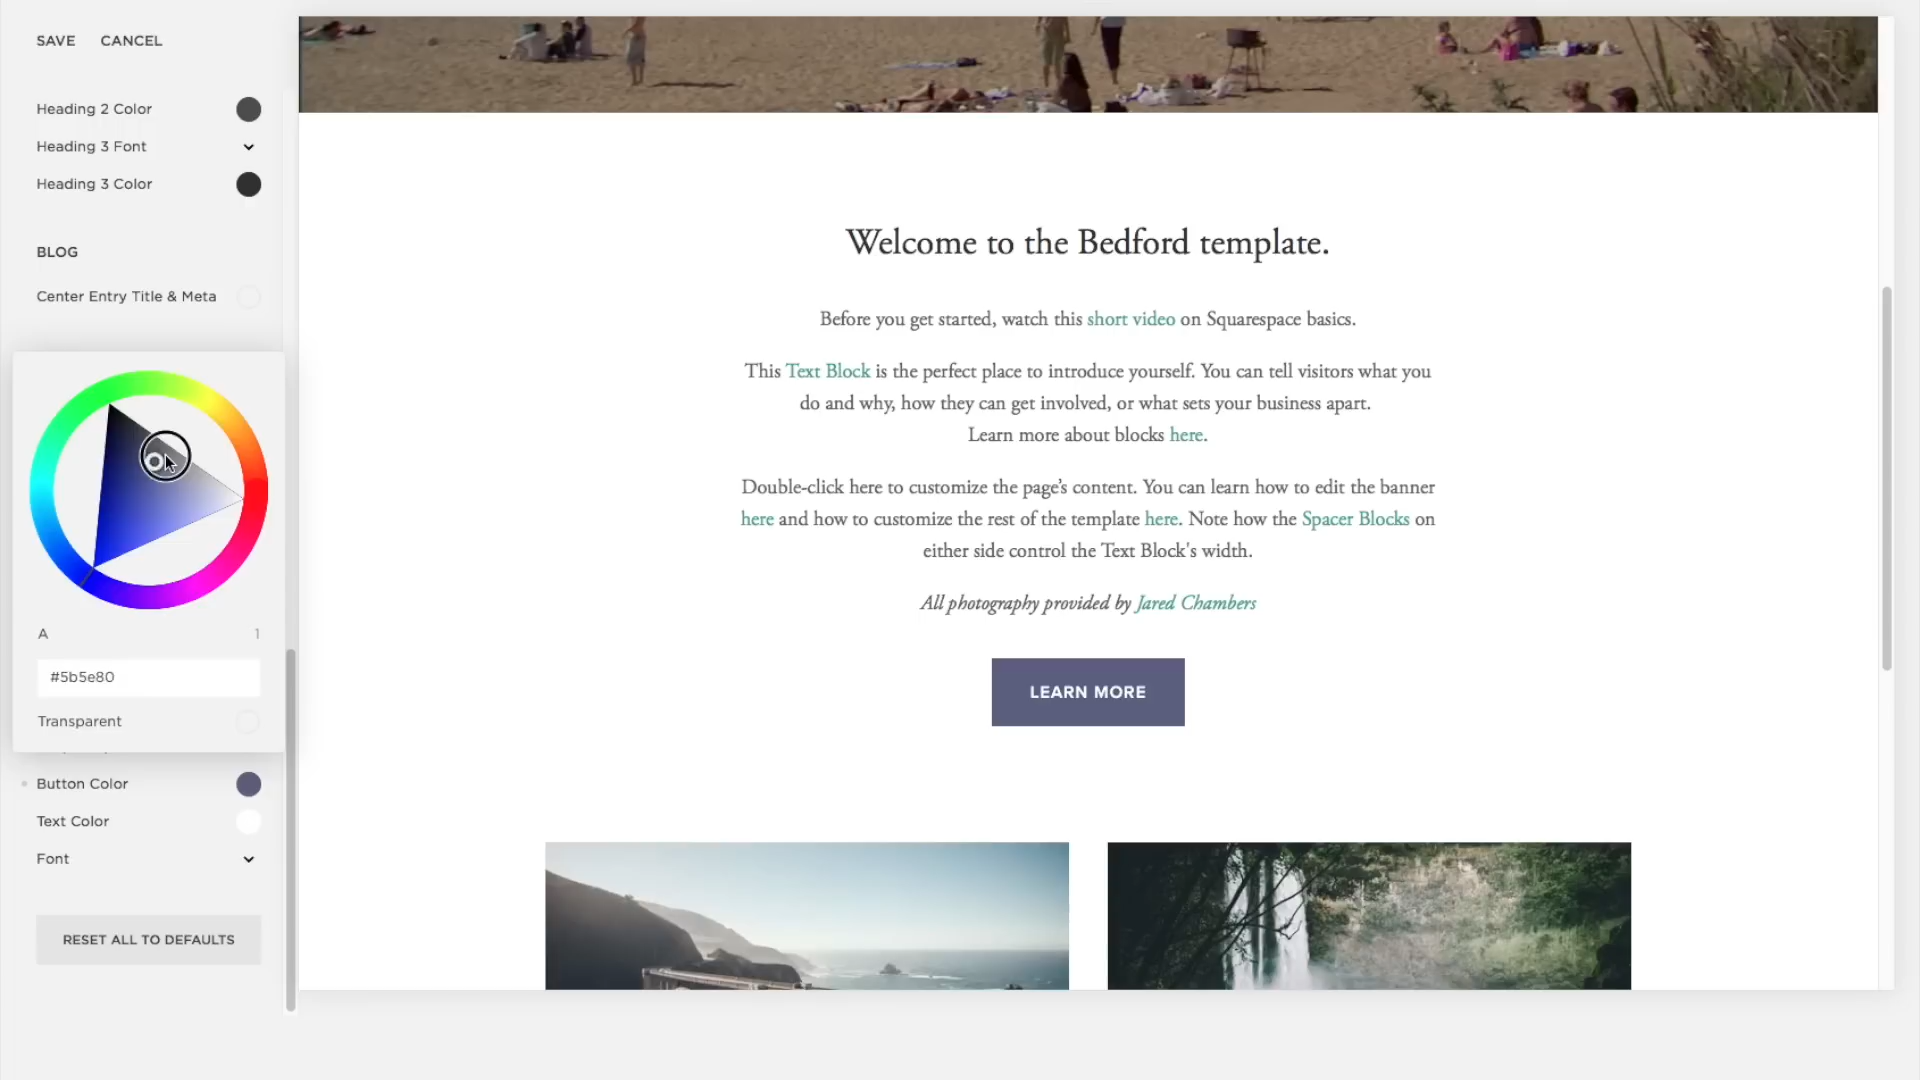 SAVE CANCEL
Heading 2 Color
Heading 3 Font
Heading 3 Color
BLOG
Center Entry Title & Meta
A 1
#5b5e80
Transparent
Button Color
Text Color
Font
RESET ALL TO DEFAULTS
Welcome to the Bedford template.
Before you get started, watch this short video on Squarespace basics.
This Text Block is the perfect place to introduce yourself. You can tell visitors what you
do and why, how they can get involved, or what sets your business apart.
Learn more about blocks here.
Double-click here to customize the page's content. You can learn how to edit the banner
here and how to customize the rest of the template here. Note how the Spacer Blocks on
either side control the Text Block's width.
All photography provided by Jared Chambers
LEARN MORE